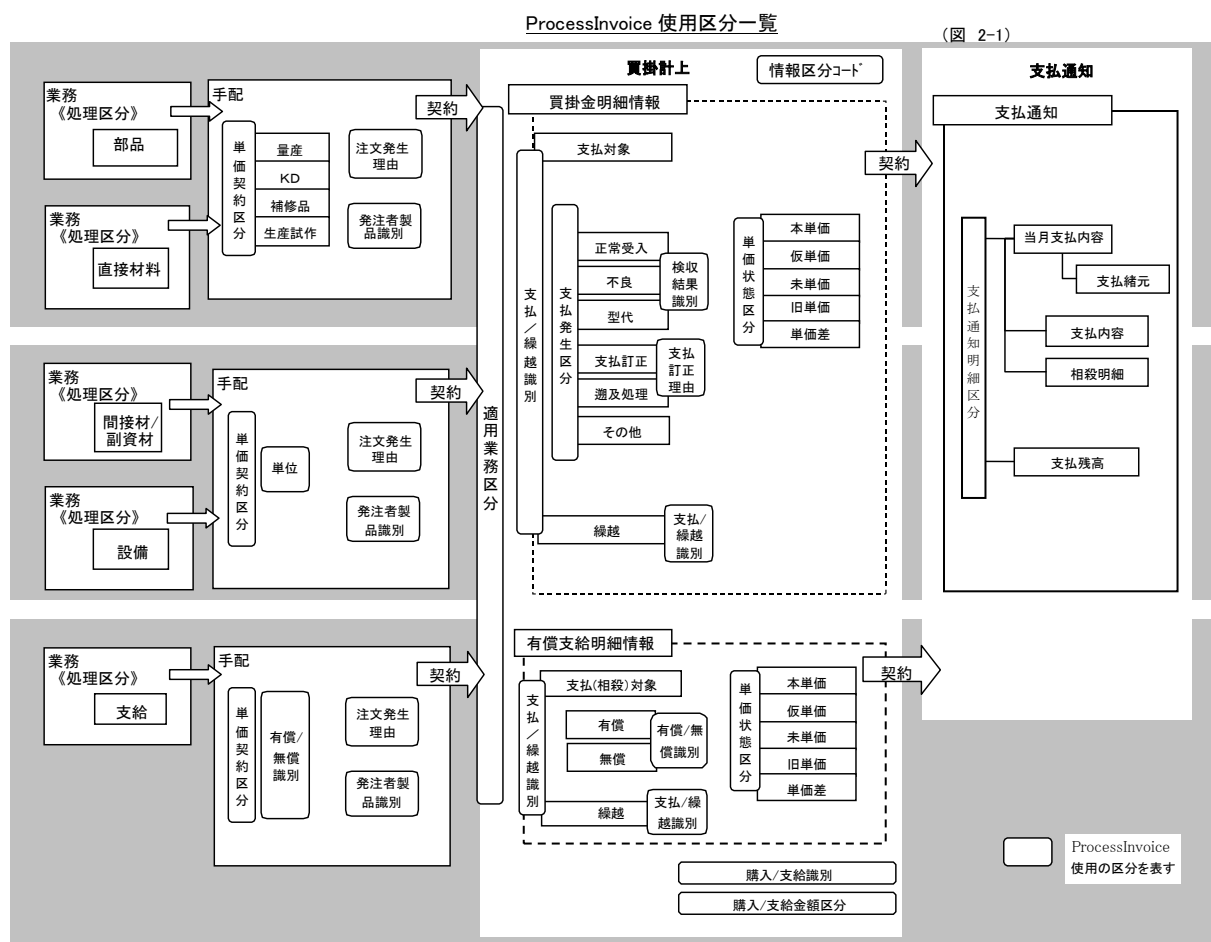 ProcessInvoice 使用区分一覧
(図 2-1)
業務
《処理区分》
部品
業務
《処理区分》
直接材料
手配
単価契約区分
量産
KD
補修品
生産試作
注文発生
理由
発注者製
品識別
契約
業務
《処理区分》
間接材/
副資材
業務
《処理区分》
設備
手配
単価契約区分
単位
注文発生
理由
発注者製
品識別
契約
業務
《処理区分》
支給
手配
単価契約区分
有償/
無償
識別
注文発生
理由
発注者製
品識別
契約
適用業務区分
買掛計上
情報区分コード
買掛金明細情報
支払/繰越識別
支払対象
支払発生区分
正常受入
不良
型代
検収
結果
識別
支払訂正
遡及処理
支払
訂正
理由
その他
繰越
支払/
繰越
識別
単価状態区分
本単価
仮単価
未単価
旧単価
単価差
契約
有償支給明細情報
支払/繰越識別
支払(相殺)対象
有償
無償
有償/無
償識別
繰越
支払/繰
越識別
単価状態区分
本単価
仮単価
未単価
旧単価
単価差
契約
購入/支給識別
購入/支給金額区分
支払通知
支払通知
支払通知明細区分
当月支払内容
支払緒元
支払内容
相殺明細
支払残高
ProcessInvoice
使用の区分を表す